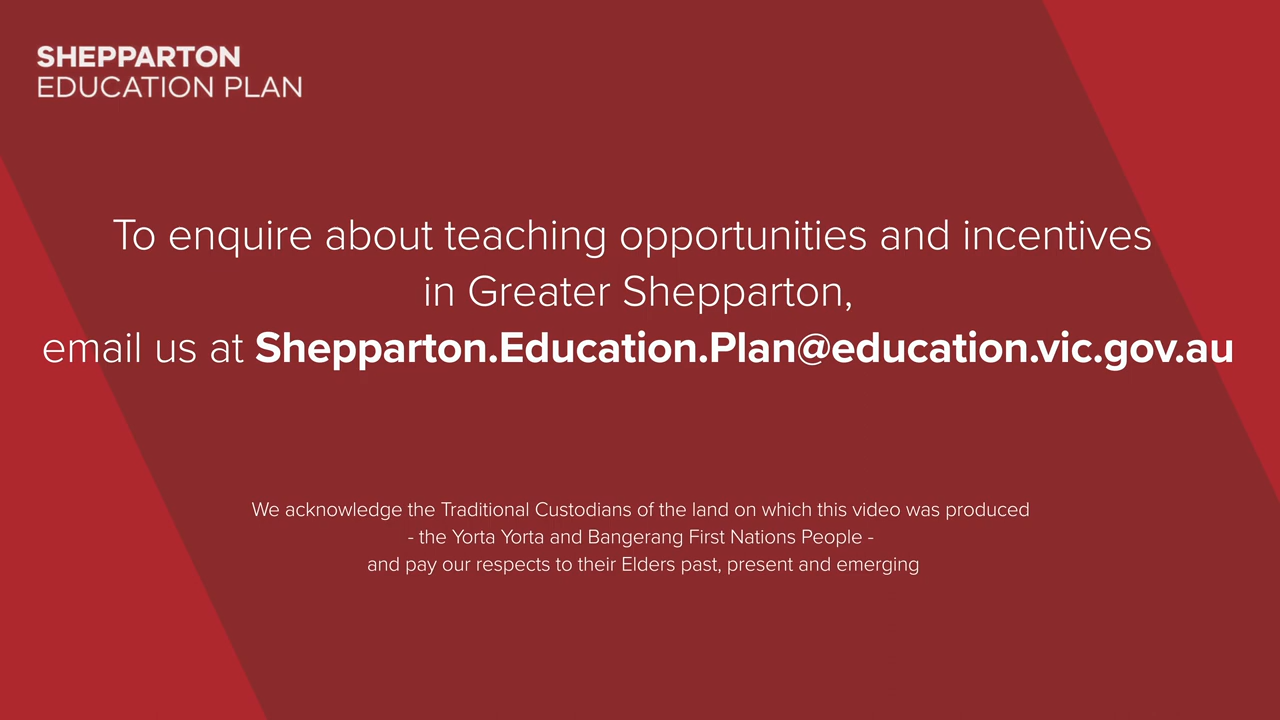 SHEPPARTON
EDUCATION PLAN
To enquire about teaching opportunities and incentives
in Greater Shepparton,
email us at Shepparton.Education.Plan@education.vic.gov.au
We acknowledge the Traditional Custodians of the land on which this video was produced
- the Yorta Yorta and Bangerang First Nations People -
and pay our respects to their Elders past, present and emerging